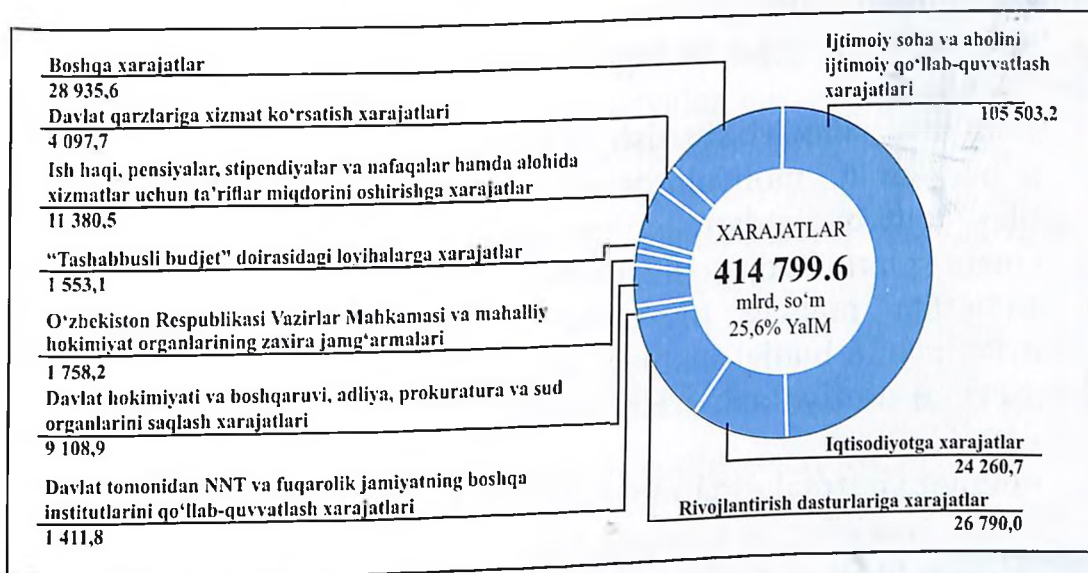 Boshqa xarajatlar
28 935,6
Davlat qarzlariga xizmat ko‘rsatish xarajatlari
4 097,7
Ish haqi, pensiyalar, stipendiyalar va nafaqalar hamda alohida
xizmatlar uchun ta’riflar miqdorini oshirishga xarajatlar
11 380,5
“Tashabbusli budjet” doirasidagi loyihalarga xarajatlar
1 553,1
O‘zbekiston Respublikasi Vazirlar Mahkamasi va mahalliy
hokimiyat organlarining zaxira jamg‘armalari
1 758,2
Davlat hokimiyati va boshqaruvi, adliya, prokuratura va sud
organlarini saqlash xarajatlari
9 108,9
Davlat tomonidan NNT va fuqarolik jamiyatning boshqa
institutlarini qo‘llab-quvvatlash xarajatlari
1 411,8
XARAJATLAR
414 799.6
mlrd, so‘m
25,6% YaIM
Ijtimoiy soha va aholini
ijtimoiy qo‘llab-quvvatlash
xarajatlari
105 503,2
Iqtisodiyotga xarajatlar
24 260,7
Rivojlantirish dasturlariga xarajatlar
26 790,0